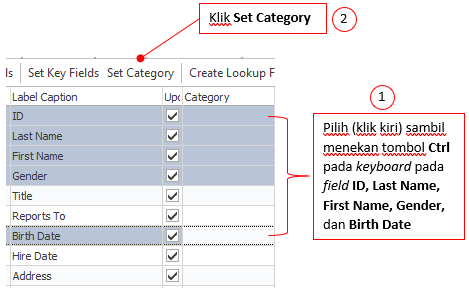 Klik Set Category
2
ls Set Key Fields Set Category Create Lookup F
Label Caption Upc Category
ID
Last Name
First Name
Gender
Title
Reports To
Birth Date
Hire Date
Address
1
Pilih (klik kiri) sambil
menekan tombol Ctrl
pada keyboard pada
field ID, Last Name,
First Name, Gender,
dan Birth Date